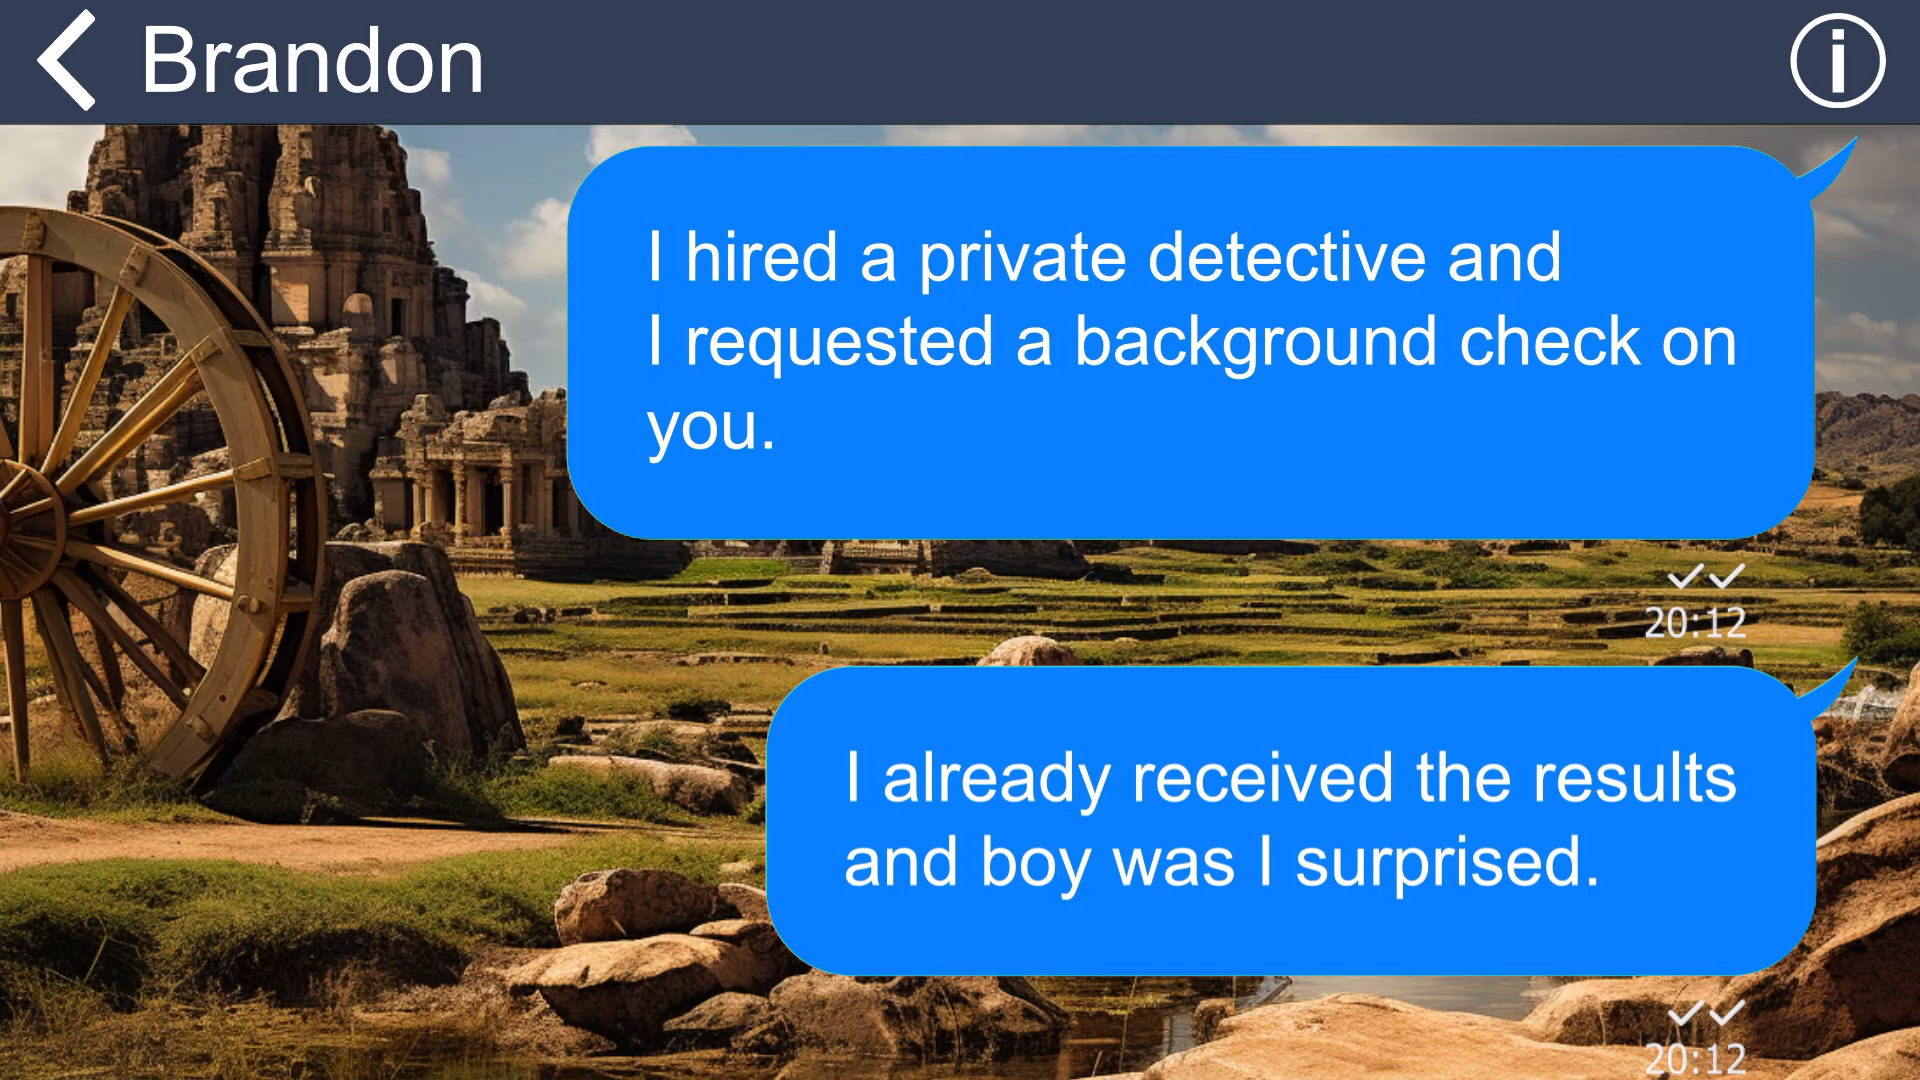 Brandon
I hired a private detective and
I requested a background check on
you.
20:12
I already received the results
and boy was I surprised.
20:12